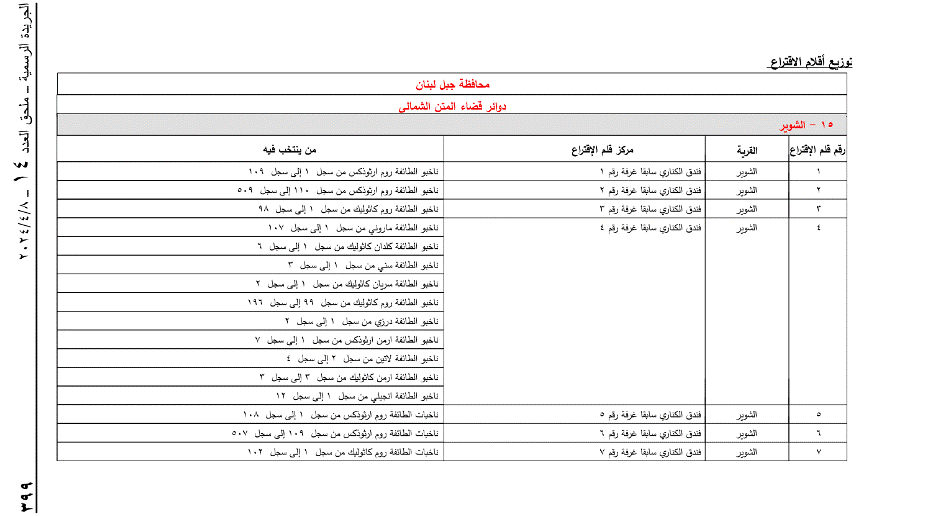 الجريدة الرسمية - ملحق العدد ١٤ - ٢٠٢٤/٤/٨
٣٩٩
توزيع أقلام الاقتراع
محافظة جبل لبنان
دوائر قضاء المتن الشمالي
١٥ - الشوير
رقم قلم الإقتراع القرية مركز قلم الإقتراع من ينتخب فيه
١ الشوير فندق الكناري سابقا غرفة رقم ١ ناخبو الطائفة روم ارثوذكس من سجل ١ إلى سجل ١٠٩
٢ الشوير فندق الكناري سابقا غرفة رقم ٢ ناخبو الطائفة روم ارثوذكس من سجل ١١٠ إلى سجل ٥٠٩
٣ الشوير فندق الكناري سابقا غرفة رقم ٣ ناخبو الطائفة روم كاثوليك من سجل ١ إلى سجل ٩٨
٤ الشوير فندق الكناري سابقا غرفة رقم ٤ ناخبو الطائفة ماروني من سجل ١ إلى سجل ١٠٧
ناخبو الطائفة كلدان كاثوليك من سجل ١ إلى سجل ٦
ناخبو الطائفة سني من سجل ١ إلى سجل ٣
ناخبو الطائفة سريان كاثوليك من سجل ١ إلى سجل ٢
ناخبو الطائفة روم كاثوليك من سجل ٩٩ إلى سجل ١٩٦
ناخبو الطائفة درزي من سجل ١ إلى سجل ٢
ناخبو الطائفة ارمن ارثوذكس من سجل ١ إلى سجل ٧
ناخبو الطائفة لاتين من سجل ٢ إلى سجل ٤
ناخبو الطائفة ارمن كاثوليك من سجل ٣ إلى سجل ٣
ناخبو الطائفة انجيلي من سجل ١ إلى سجل ١٢
٥ الشوير فندق الكناري سابقا غرفة رقم ٥ ناخبات الطائفة روم ارثوذكس من سجل ١ إلى سجل ١٠٨
٦ الشوير فندق الكناري سابقا غرفة رقم ٦ ناخبات الطائفة روم ارثوذكس من سجل ١٠٩ إلى سجل ٥٠٧
٧ الشوير فندق الكناري سابقا غرفة رقم ٧ ناخبات الطائفة روم كاثوليك من سجل ١ إلى سجل ١٠٢